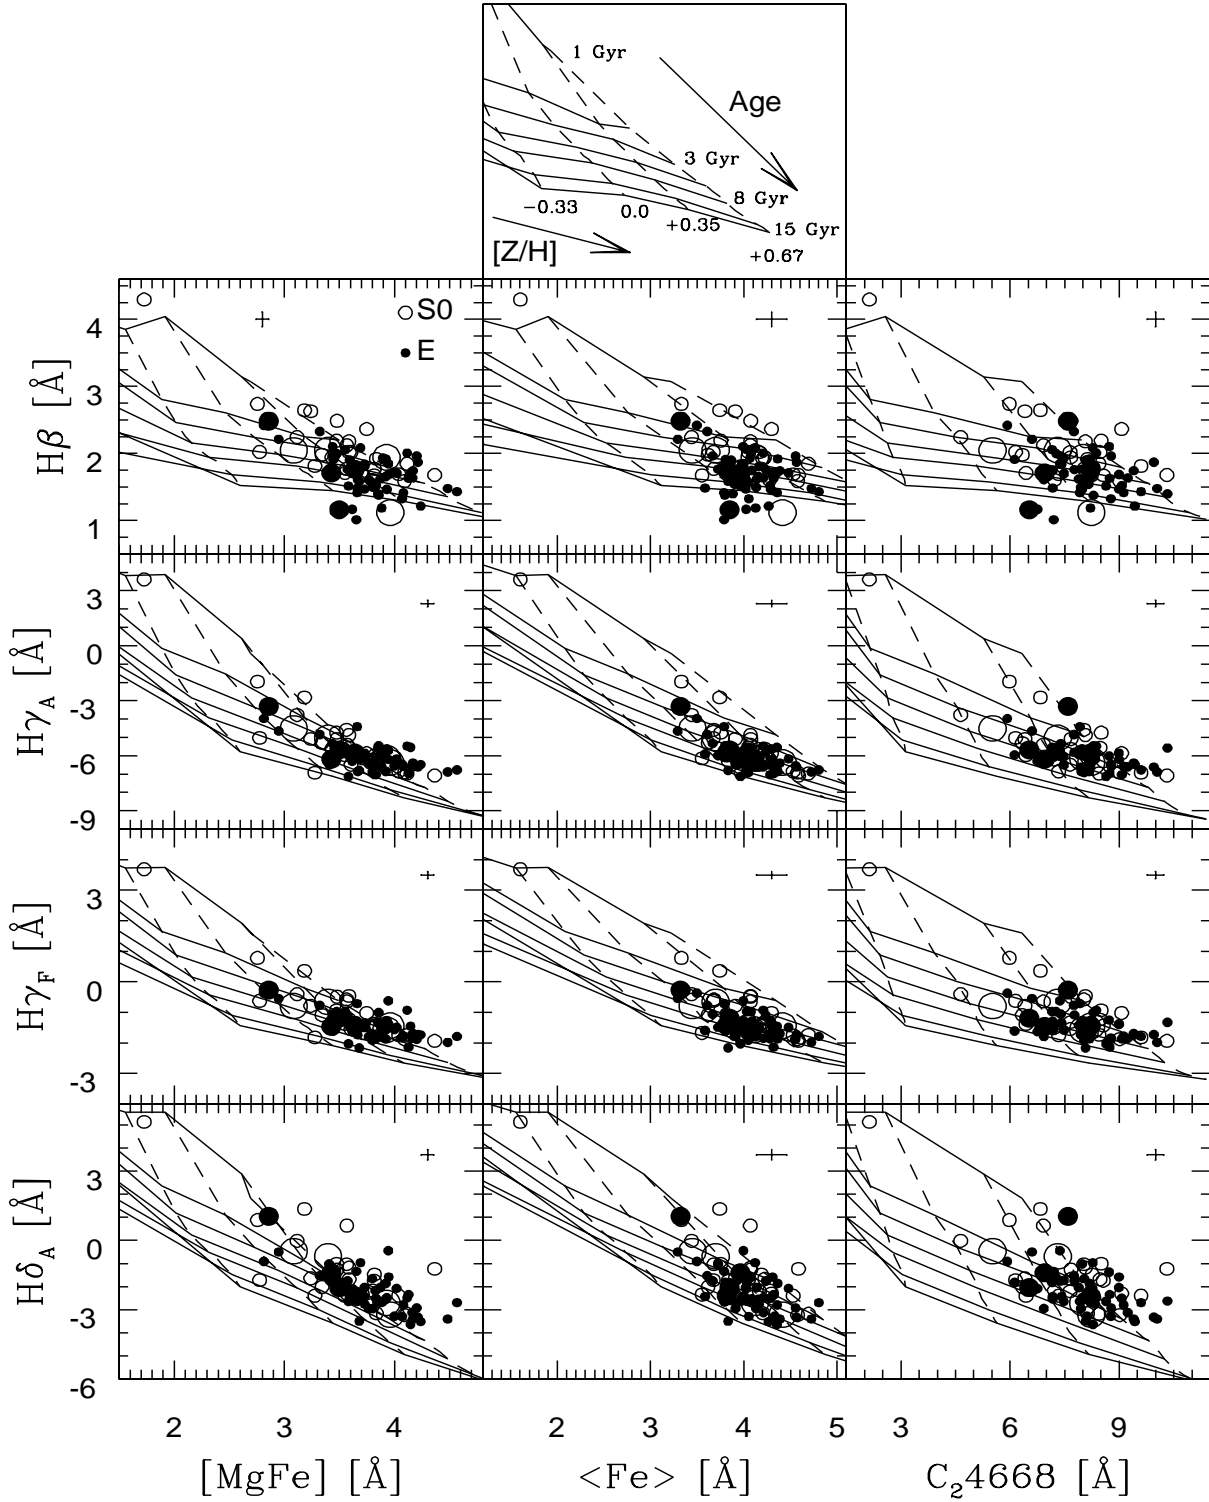 1 Gyr
Age
3 Gyr
8 Gyr
-0.33
0.0
+0.35
15 Gyr
[Z/H]
+0.67
S0
E
4
3
2
1
Hβ [Å]
3
0
-3
-6
-9
Hγ_A [Å]
3
0
-3
Hγ_F [Å]
3
0
-3
-6
Hδ_A [Å]
2 3 4
2 3 4 5
3 6 9
[MgFe] [Å]
<Fe> [Å]
C₂4668 [Å]